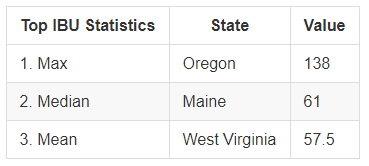 Top IBU Statistics State Value
1. Max Oregon 138
2. Median Maine 61
3. Mean West Virginia 57.5